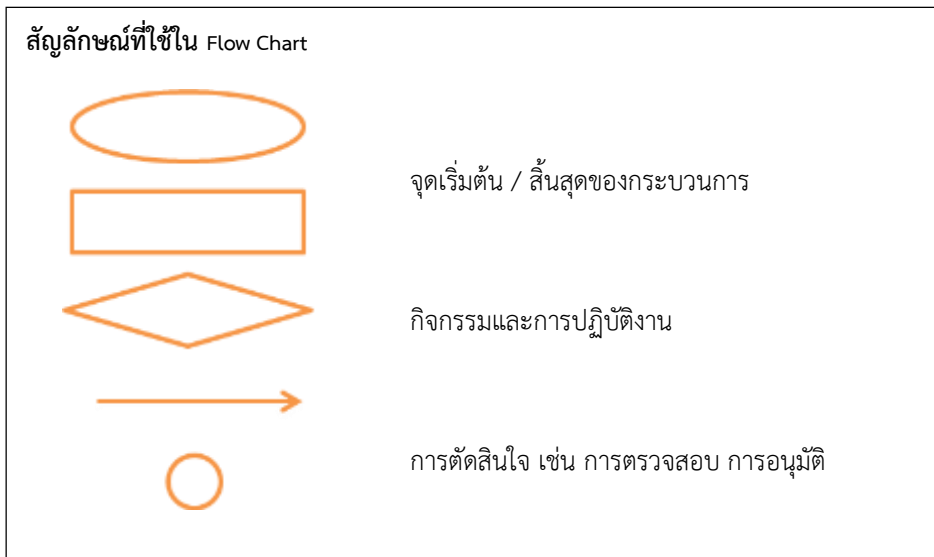 สัญลักษณ์ที่ใช้ใน Flow Chart
จุดเริ่มต้น / สิ้นสุดของกระบวนการ
กิจกรรมและการปฏิบัติงาน
การตัดสินใจ เช่น การตรวจสอบ การอนุมัติ